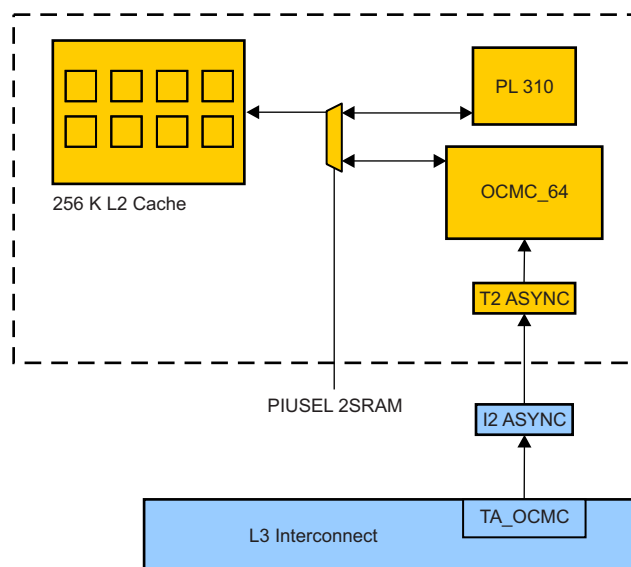 PL 310
256 K L2 Cache
OCMC_64
T2 ASYNC
PIUSEL 2SRAM
I2 ASYNC
TA_OCMC
L3 Interconnect